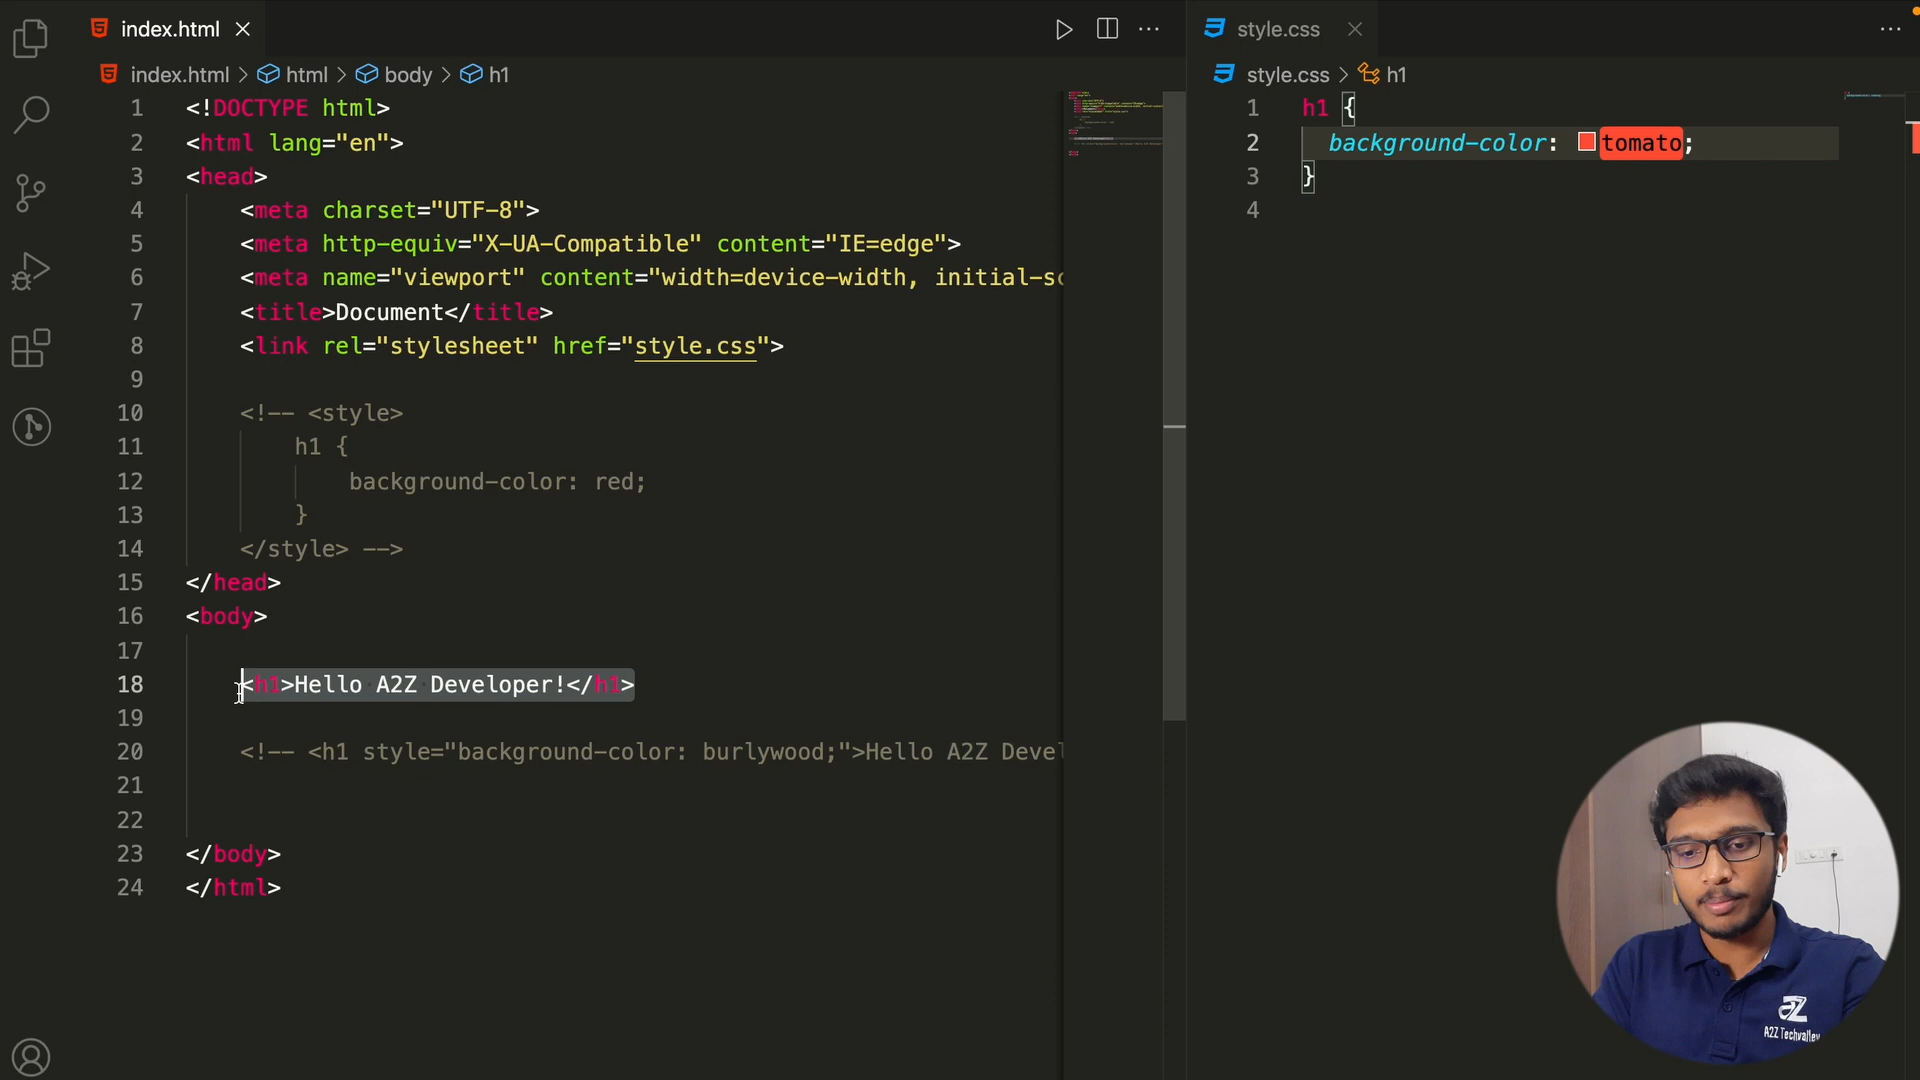 index.html
style.css
index.html > html > body > h1
style.css > h1
1 <!DOCTYPE html>
2 <html lang="en">
3 <head>
4 <meta charset="UTF-8">
5 <meta http-equiv="X-UA-Compatible" content="IE=edge">
6 <meta name="viewport" content="width=device-width, initial-sc
7 <title>Document</title>
8 <link rel="stylesheet" href="style.css">
9
10 <!-- <style>
11 h1 {
12 background-color: red;
13 }
14 </style> -->
15 </head>
16 <body>
17
18 <h1>Hello A2Z Developer!</h1>
19
20 <!-- <h1 style="background-color: burlywood;">Hello A2Z Devel
21
22
23 </body>
24 </html>
1 h1 {
2 background-color: tomato;
3 }
4
A2Z Techvalley